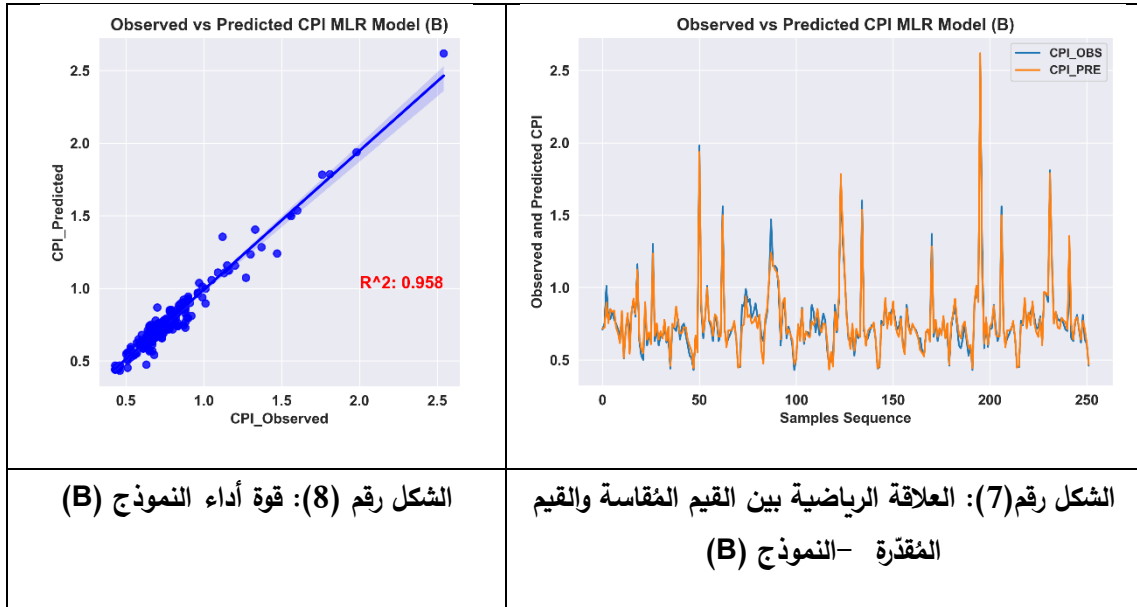 Observed vs Predicted CPI MLR Model (B)
CPI_Predicted
2.5
2.0
1.5
1.0
0.5
R^2: 0.958
0.5 1.0 1.5 2.0 2.5
CPI_Observed
Observed vs Predicted CPI MLR Model (B)
Observed and Predicted CPI
CPI_OBS
CPI_PRE
2.5
2.0
1.5
1.0
0.5
0 50 100 150 200 250
Samples Sequence
الشكل رقم(7): العلاقة الرياضية بين القيم المُقاسة والقيم
المُقدّرة -النموذج (B)
الشكل رقم (8): قوة أداء النموذج (B)